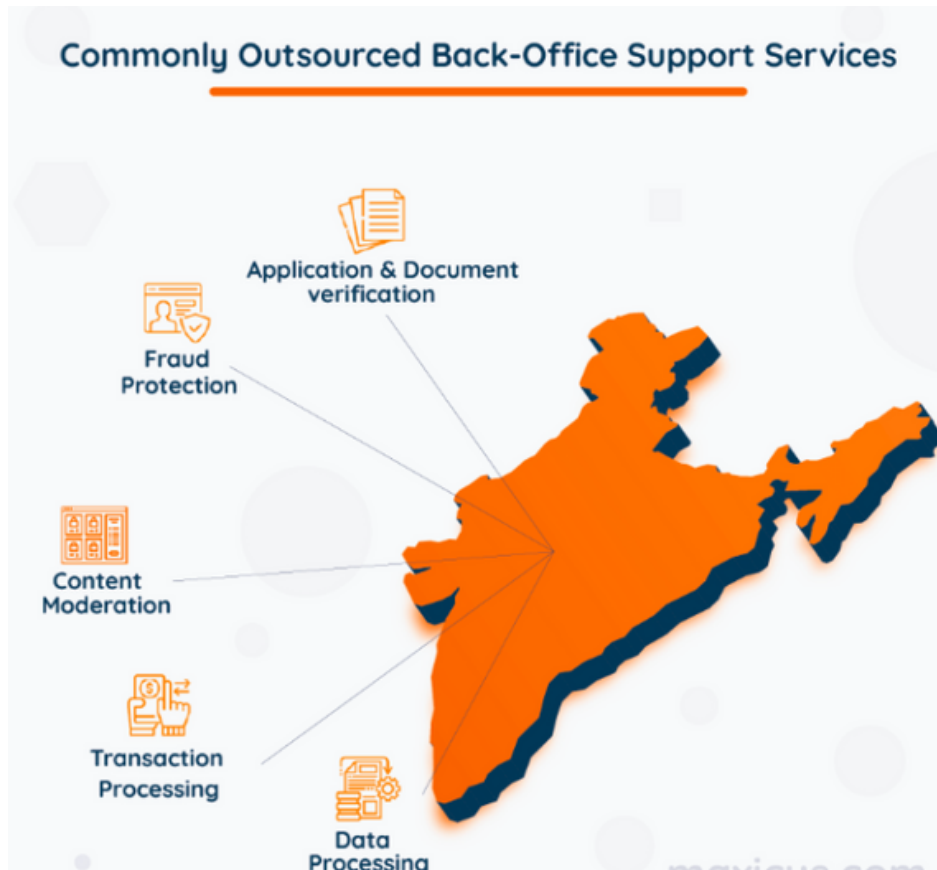 Commonly Outsourced Back-Office Support Services
Application & Document
verification
Fraud
Protection
Content
Moderation
Transaction
Processing
Data
Processing